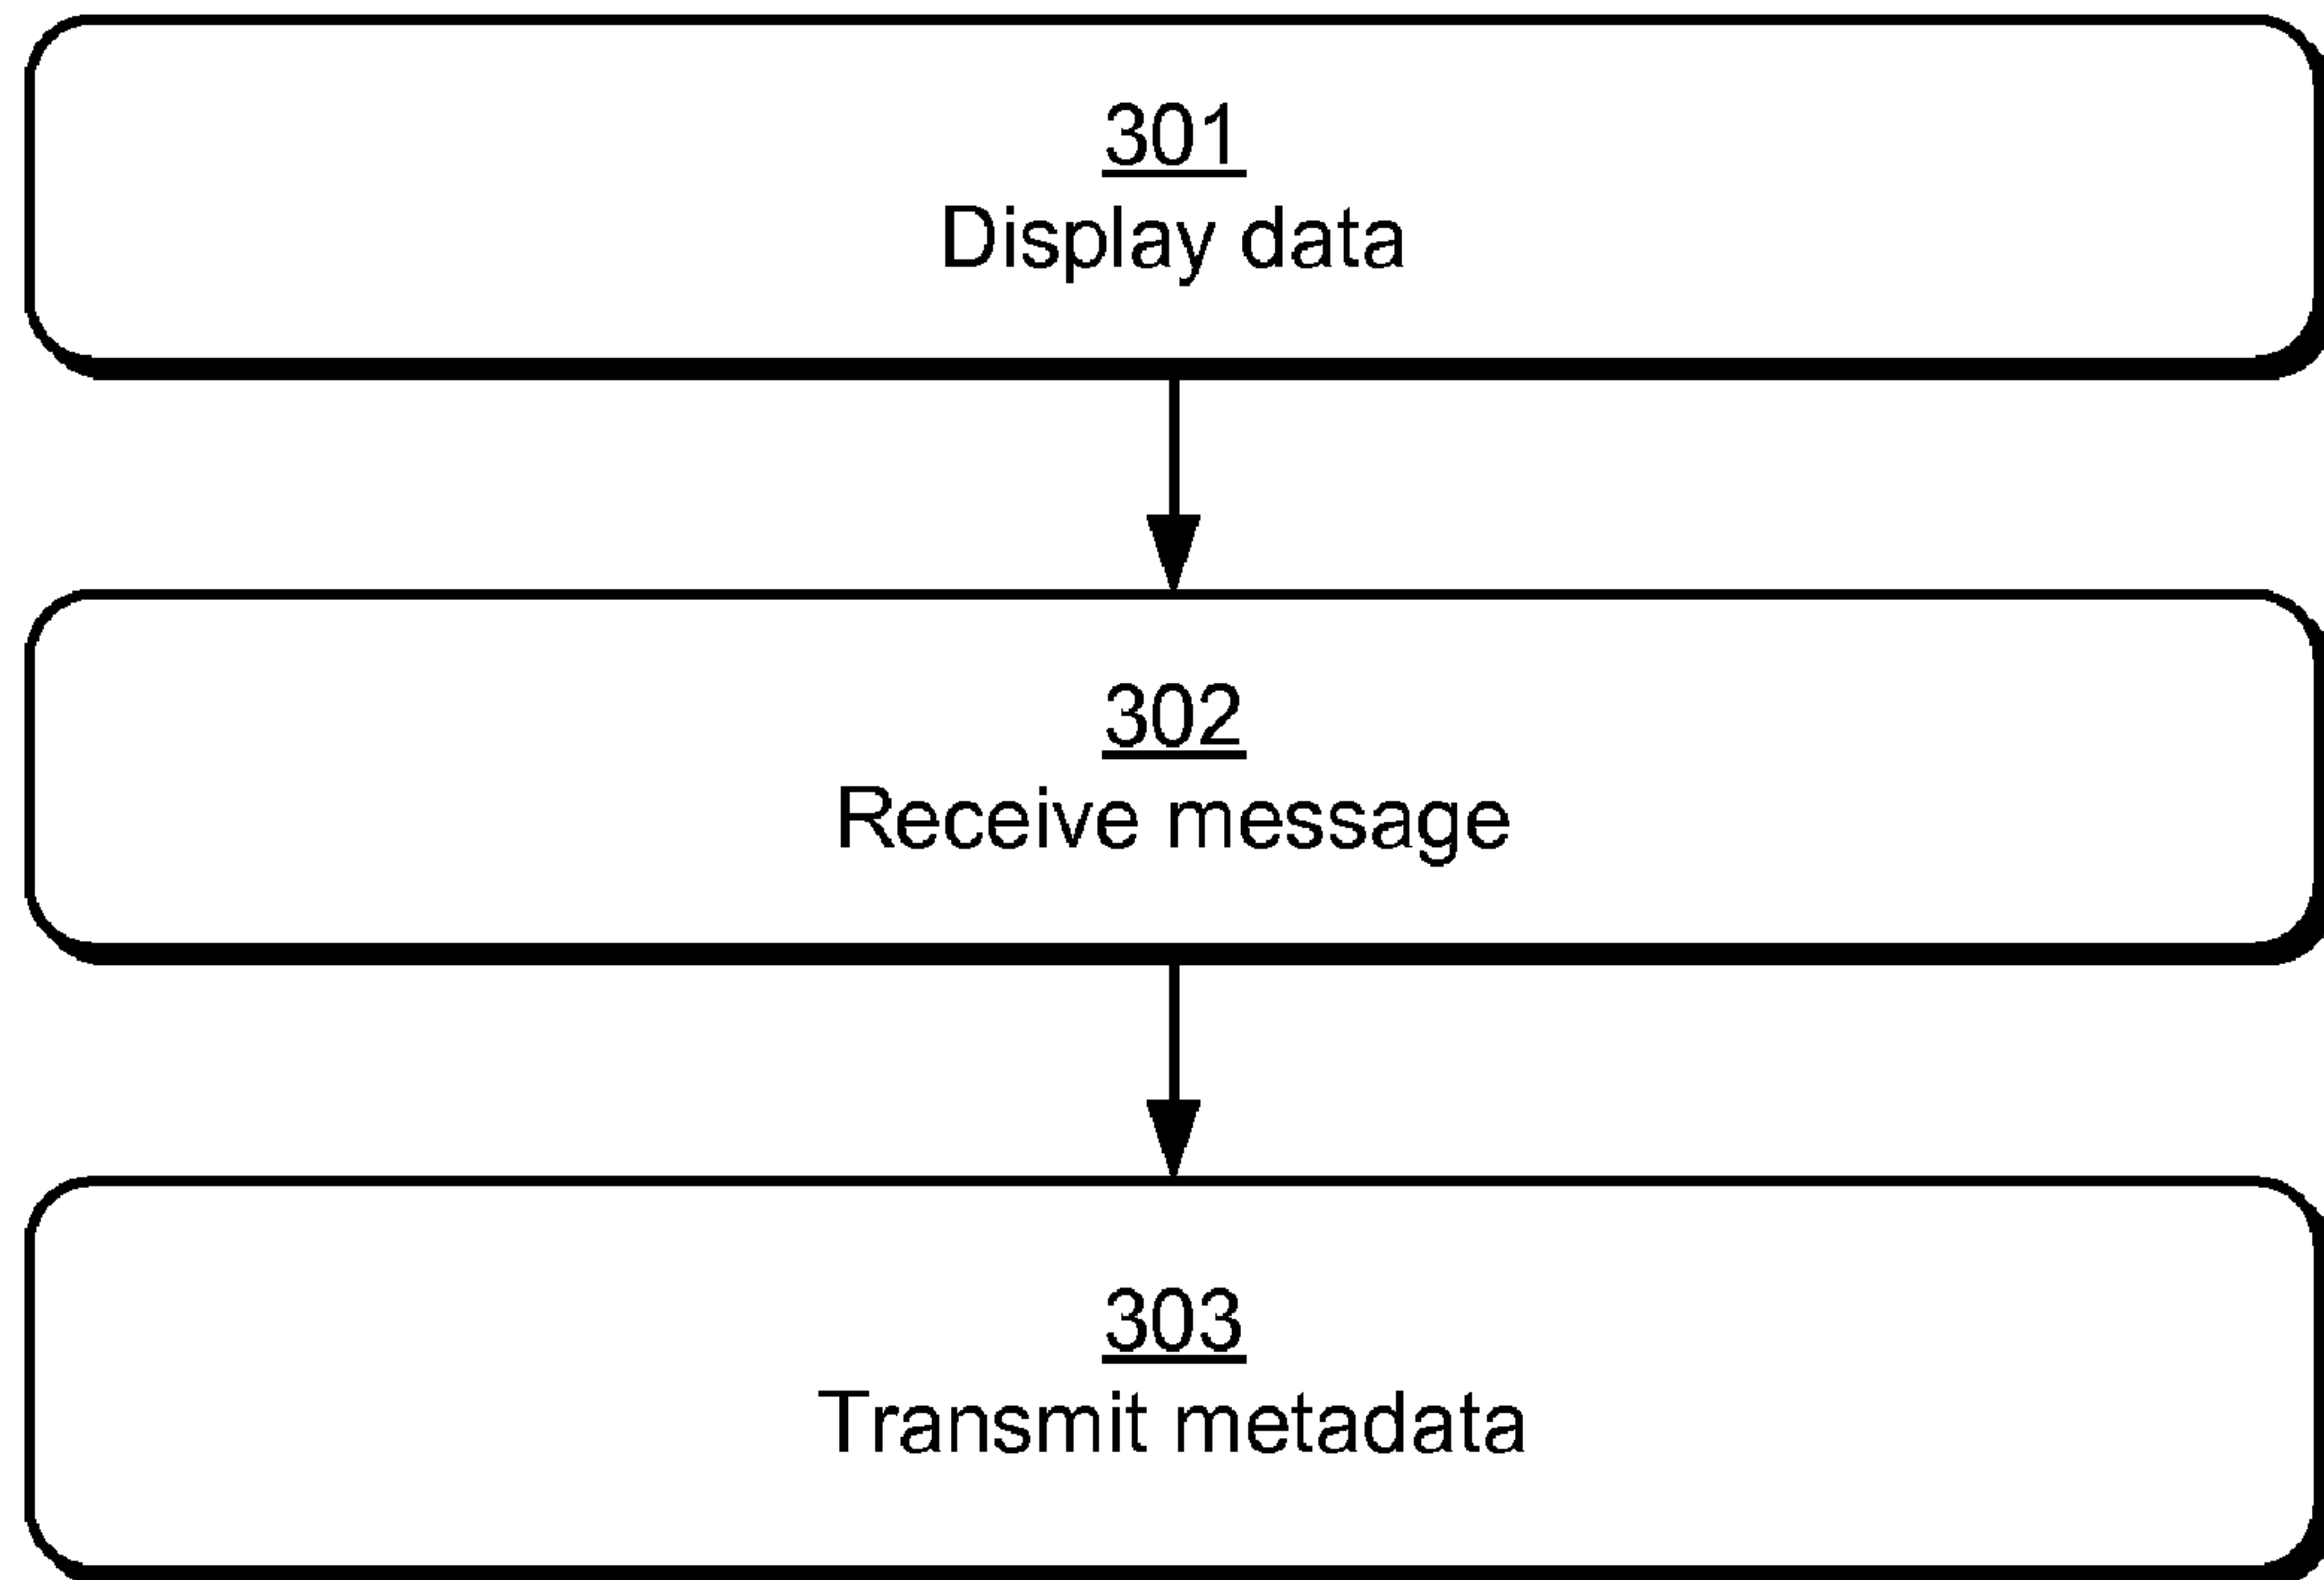 301
Display data
302
Receive message
303
Transmit metadata